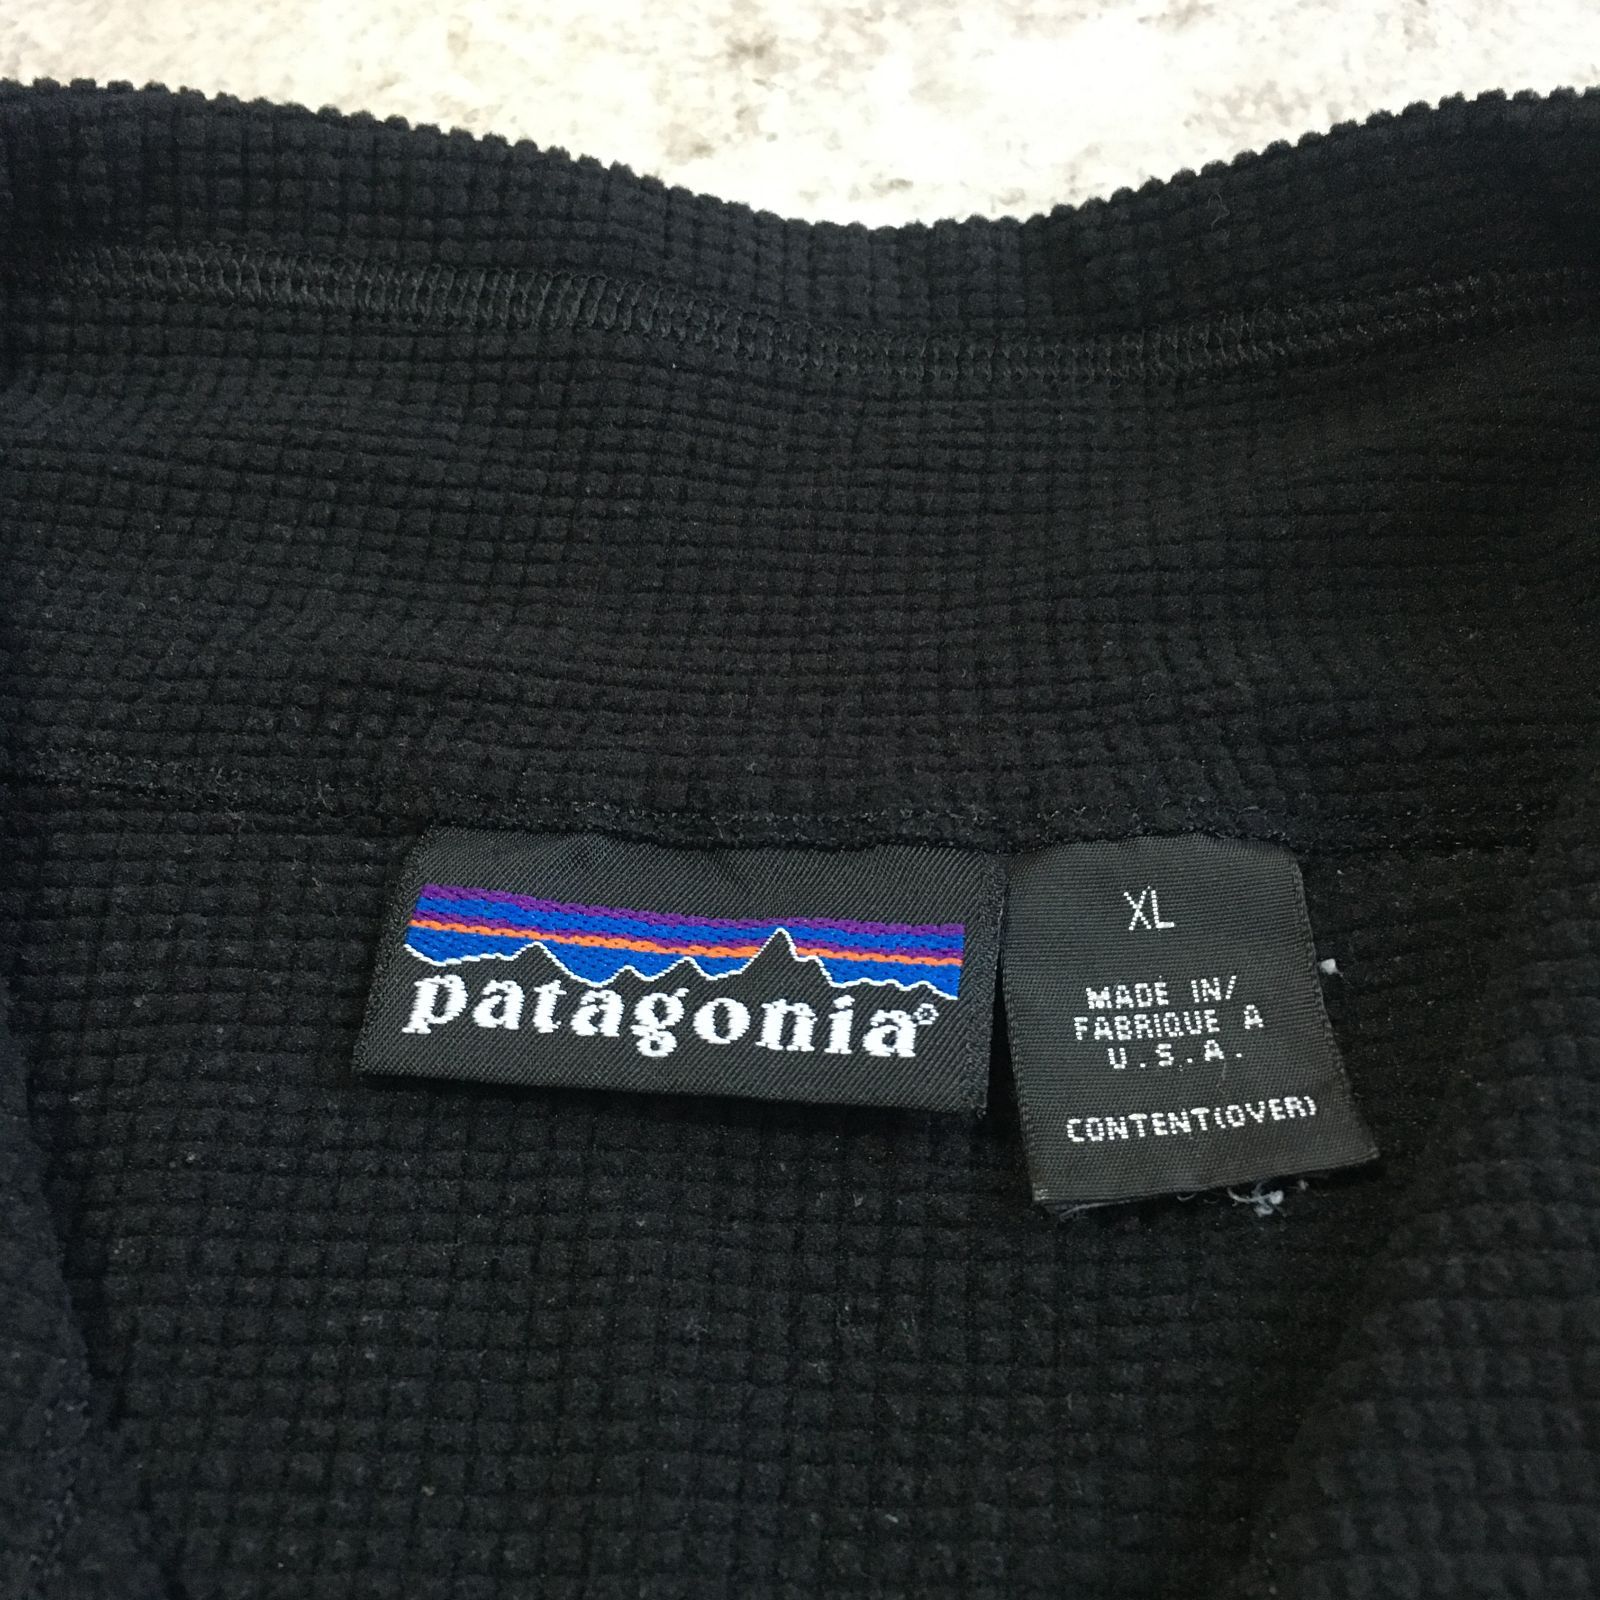 patagonia®
XL
MADE IN/
FABRIQUE A
U.S.A.
CONTENT(OVER)